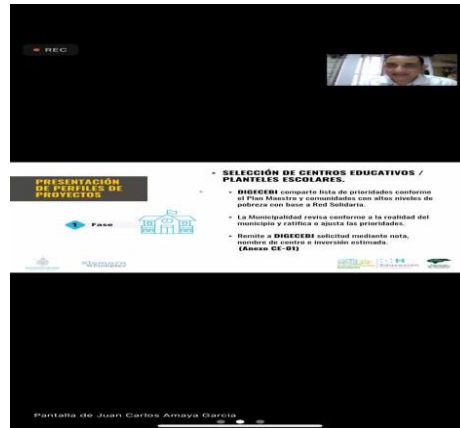 REC
PRESENTACIÓN
DE PERFILES DE
PROYECTOS
1 Fase
• SELECCIÓN DE CENTROS EDUCATIVOS /
PLANTELES ESCOLARES.
• DIGECEBI comparte lista de prioridades conforme
el Plan Maestro y comunidades con altos niveles de
pobreza con base a Red Solidaria.
• La Municipalidad revisa conforme a la realidad del
municipio y ratifica o ajusta las prioridades.
• Remite a DIGECEBI solicitud mediante nota,
nombre de centro e inversión estimada.
(Anexo CE-01)
Pantalla de Juan Carlos Amaya García